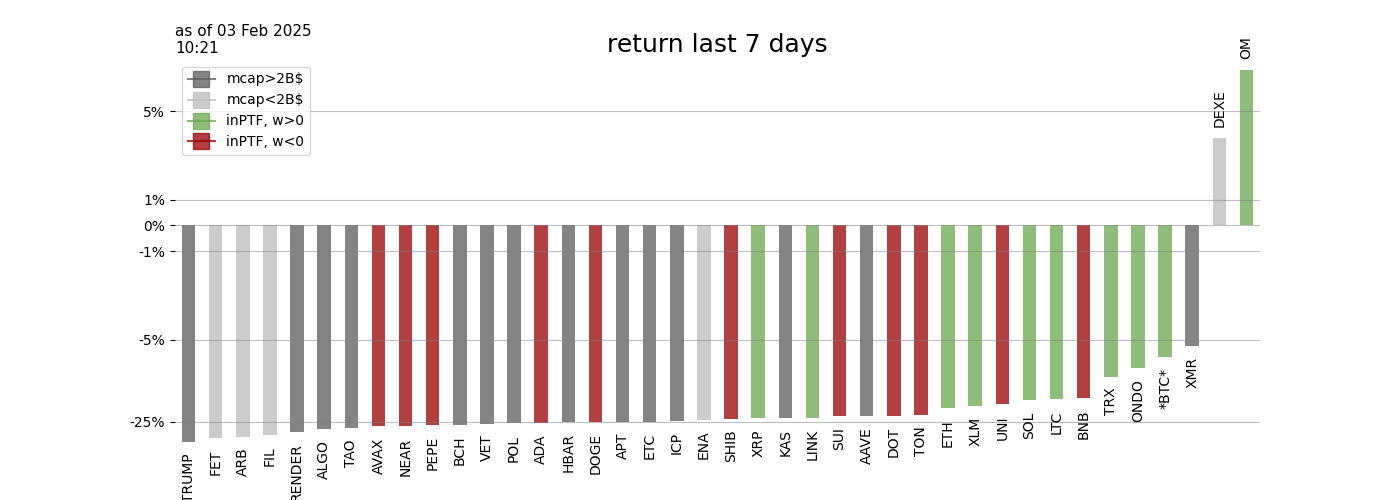 as of 03 Feb 2025
10:21
return last 7 days
mcap>2B$
mcap<2B$
inPTF, w>0
inPTF, w<0
5%
1%
0%
-1%
-5%
-25%
TRUMP
FET
ARB
FIL
RENDER
ALGO
TAO
AVAX
NEAR
PEPE
BCH
VET
POL
ADA
HBAR
DOGE
APT
ETC
ICP
ENA
SHIB
XRP
KAS
LINK
SUI
AAVE
DOT
TON
ETH
XLM
UNI
SOL
LTC
BNB
TRX
ONDO
*BTC*
XMR
DEXE
OM